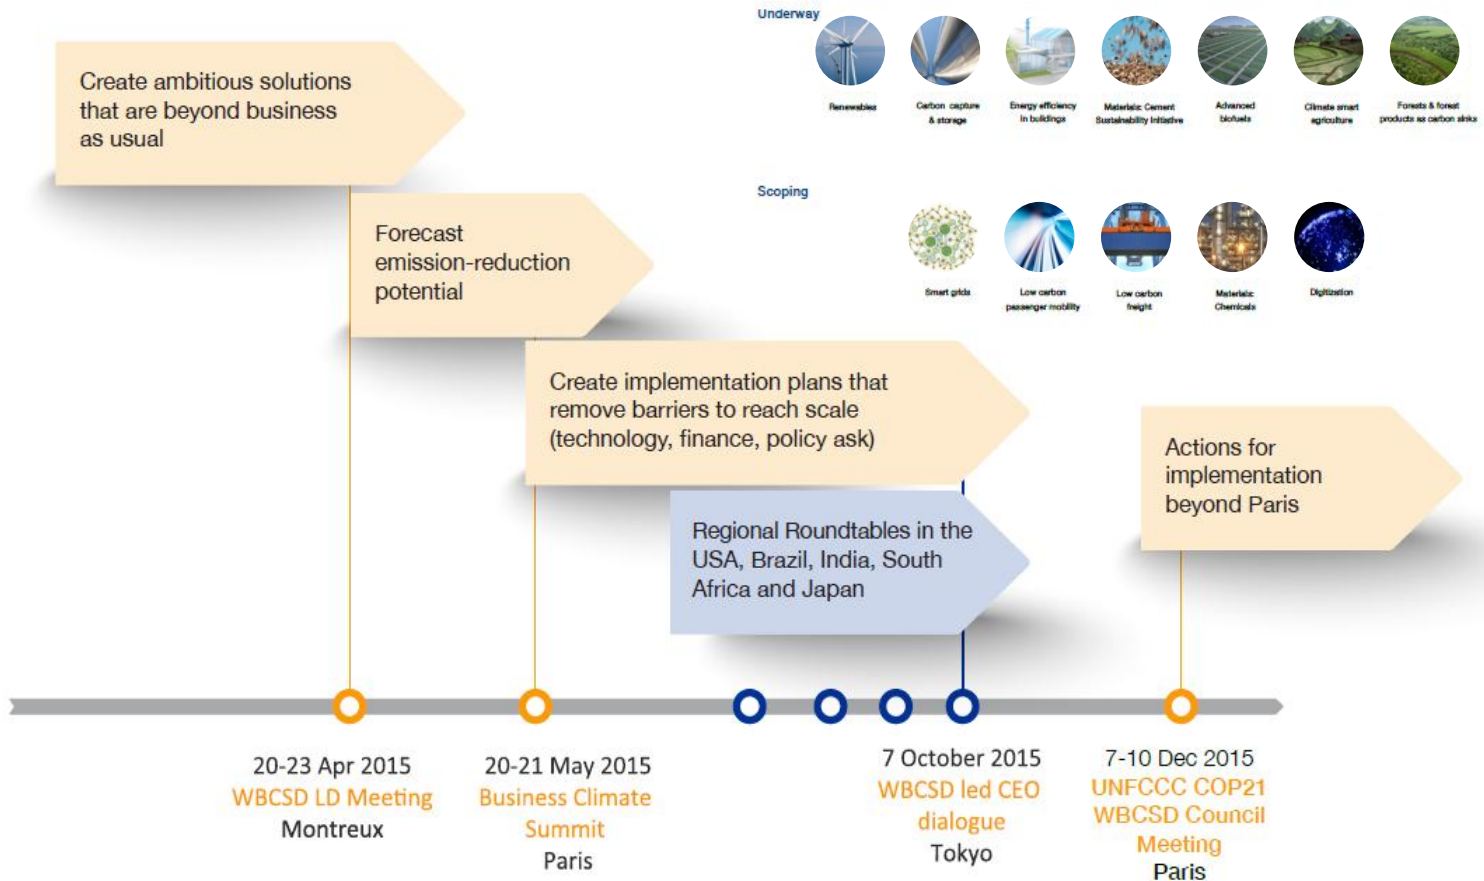 Underway
Renewables
Carbon capture
& storage
Energy efficiency
in buildings
Materials: Cement
Sustainability Initiative
Advanced
biofuels
Climate smart
agriculture
Forests & forest
products as carbon sinks
Scoping
Smart grids
Low carbon
passenger mobility
Low carbon
freight
Materials:
Chemicals
Digitization
Create ambitious solutions
that are beyond business
as usual
Forecast
emission-reduction
potential
Create implementation plans that
remove barriers to reach scale
(technology, finance, policy ask)
Regional Roundtables in the
USA, Brazil, India, South
Africa and Japan
Actions for
implementation
beyond Paris
20-23 Apr 2015
WBCSD LD Meeting
Montreux
20-21 May 2015
Business Climate
Summit
Paris
7 October 2015
WBCSD led CEO
dialogue
Tokyo
7-10 Dec 2015
UNFCCC COP21
WBCSD Council
Meeting
Paris